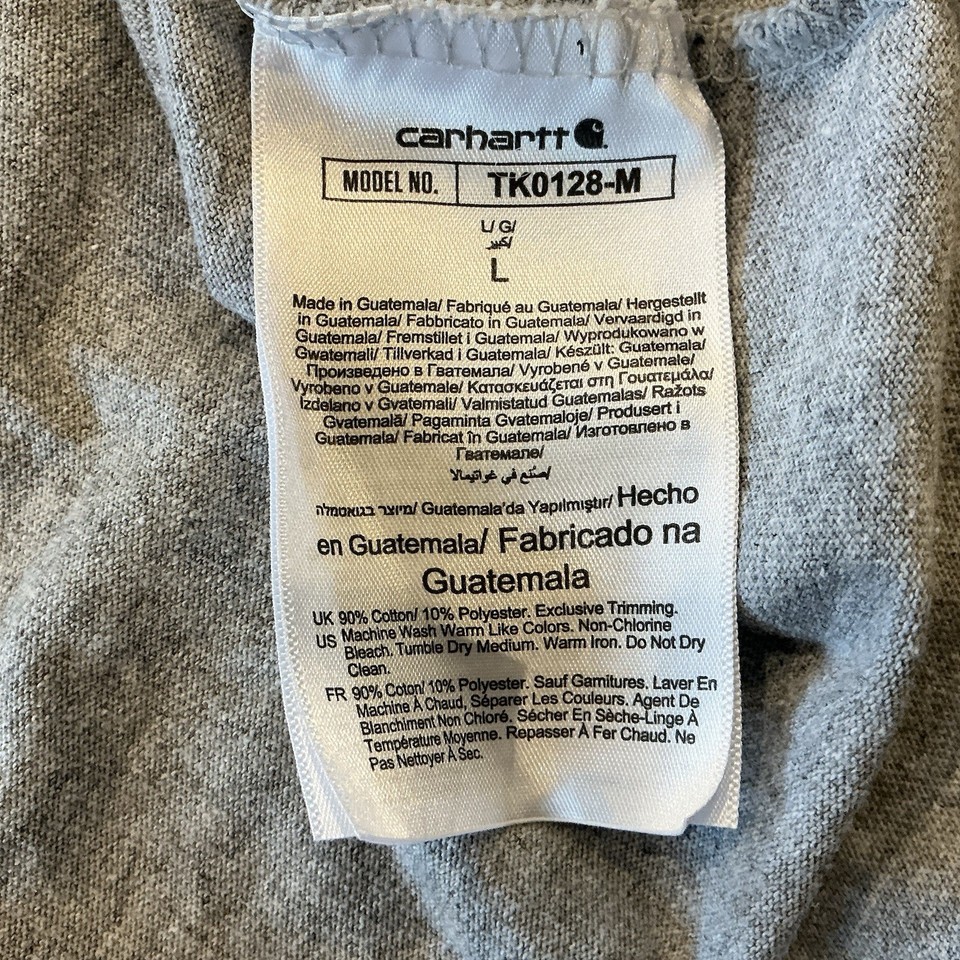 carhartt
MODEL NO. TK0128-M
L/ G/
كبير/
L
Made in Guatemala/ Fabriqué au Guatemala/ Hergestellt
in Guatemala/ Fabbricato in Guatemala/ Vervaardigd in
Guatemala/ Fremstillet i Guatemala/ Wyprodukowano w
Gwatemali/ Tillverkad i Guatemala/ Készült: Guatemala/
Произведено в Гватемала/ Vyrobené v Guatemale/
Vyrobeno v Guatemale/ Κατασκευάζεται στη Γουατεμάλα/
Izdelano v Gvatemali/ Valmistatud Guatemalas/ Ražots
Gvatemalā/ Pagaminta Gvatemaloje/ Produsert i
Guatemala/ Fabricat în Guatemala/ Изготовлено в
Гватемале/
صنّع في غواتيمالا/
מיוצר בגואטמלה/ Guatemala'da Yapılmıştır/ Hecho
en Guatemala/ Fabricado na
Guatemala
UK 90% Cotton/ 10% Polyester. Exclusive Trimming.
US Machine Wash Warm Like Colors. Non-Chlorine
Bleach. Tumble Dry Medium. Warm Iron. Do Not Dry
Clean.
FR 90% Coton/ 10% Polyester. Sauf Garnitures. Laver En
Machine À Chaud, Séparer Les Couleurs. Agent De
Blanchiment Non Chloré. Sécher En Sèche-Linge À
Température Moyenne. Repasser À Fer Chaud. Ne
Pas Nettoyer À Sec.